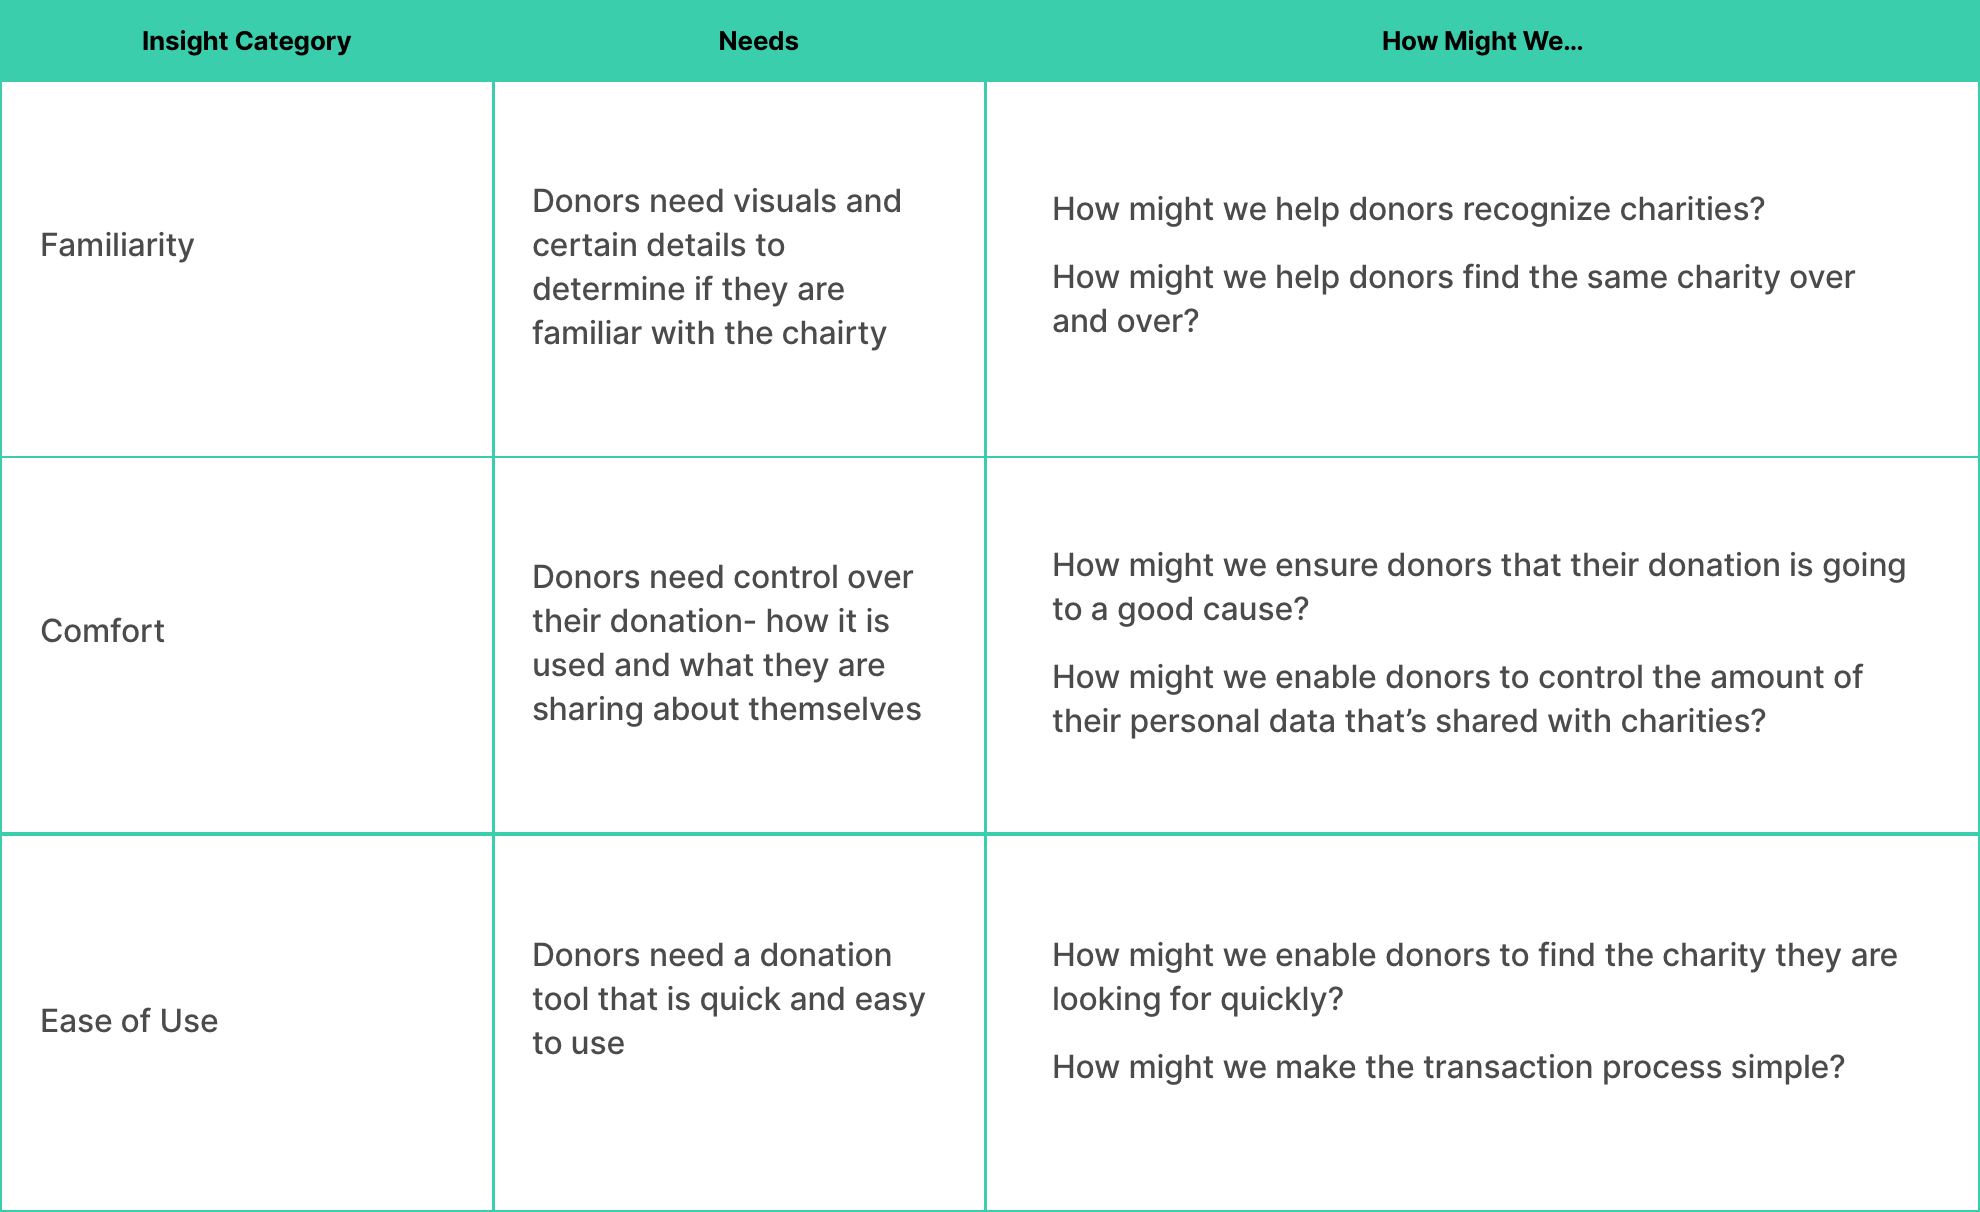 Insight Category
Needs
How Might We...
Familiarity
Donors need visuals and
certain details to
determine if they are
familiar with the chairty
How might we help donors recognize charities?
How might we help donors find the same charity over
and over?
Comfort
Donors need control over
their donation- how it is
used and what they are
sharing about themselves
How might we ensure donors that their donation is going
to a good cause?
How might we enable donors to control the amount of
their personal data that’s shared with charities?
Ease of Use
Donors need a donation
tool that is quick and easy
to use
How might we enable donors to find the charity they are
looking for quickly?
How might we make the transaction process simple?